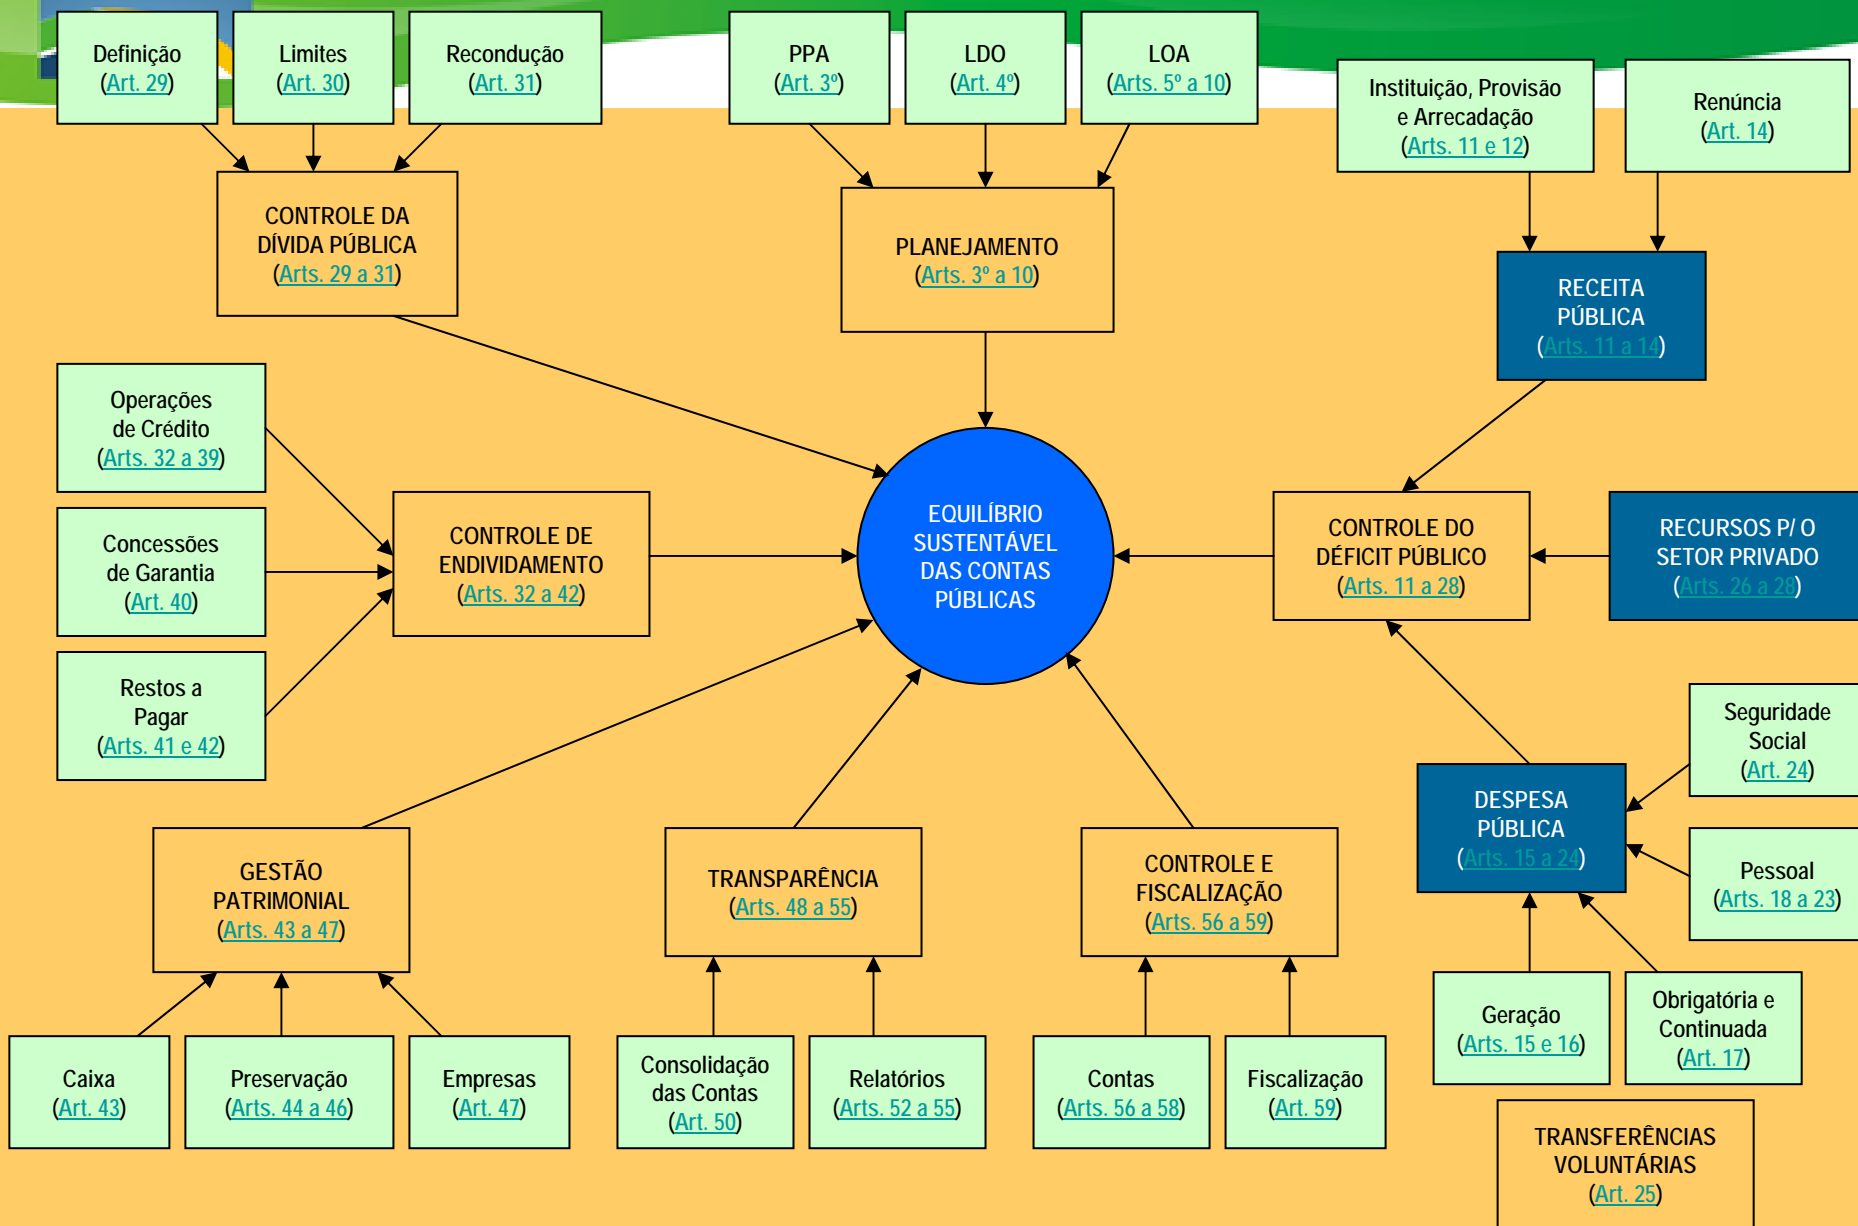 Definição
(Art. 29)
Limites
(Art. 30)
Recondução
(Art. 31)
PPA
(Art. 3º)
LDO
(Art. 4º)
LOA
(Arts. 5º a 10)
Instituição, Provisão
e Arrecadação
(Arts. 11 e 12)
Renúncia
(Art. 14)
CONTROLE DA
DÍVIDA PÚBLICA
(Arts. 29 a 31)
PLANEJAMENTO
(Arts. 3º a 10)
RECEITA
PÚBLICA
(Arts. 11 a 14)
Operações
de Crédito
(Arts. 32 a 39)
Concessões
de Garantia
(Art. 40)
Restos a
Pagar
(Arts. 41 e 42)
CONTROLE DE
ENDIVIDAMENTO
(Arts. 32 a 42)
EQUILÍBRIO
SUSTENTÁVEL
DAS CONTAS
PÚBLICAS
CONTROLE DO
DÉFICIT PÚBLICO
(Arts. 11 a 28)
RECURSOS P/ O
SETOR PRIVADO
(Arts. 26 a 28)
Seguridade
Social
(Art. 24)
DESPESA
PÚBLICA
(Arts. 15 a 24)
Pessoal
(Arts. 18 a 23)
GESTÃO
PATRIMONIAL
(Arts. 43 a 47)
TRANSPARÊNCIA
(Arts. 48 a 55)
CONTROLE E
FISCALIZAÇÃO
(Arts. 56 a 59)
Geração
(Arts. 15 e 16)
Obrigatória e
Continuada
(Art. 17)
Caixa
(Art. 43)
Preservação
(Arts. 44 a 46)
Empresas
(Art. 47)
Consolidação
das Contas
(Art. 50)
Relatórios
(Arts. 52 a 55)
Contas
(Arts. 56 a 58)
Fiscalização
(Art. 59)
TRANSFERÊNCIAS
VOLUNTÁRIAS
(Art. 25)